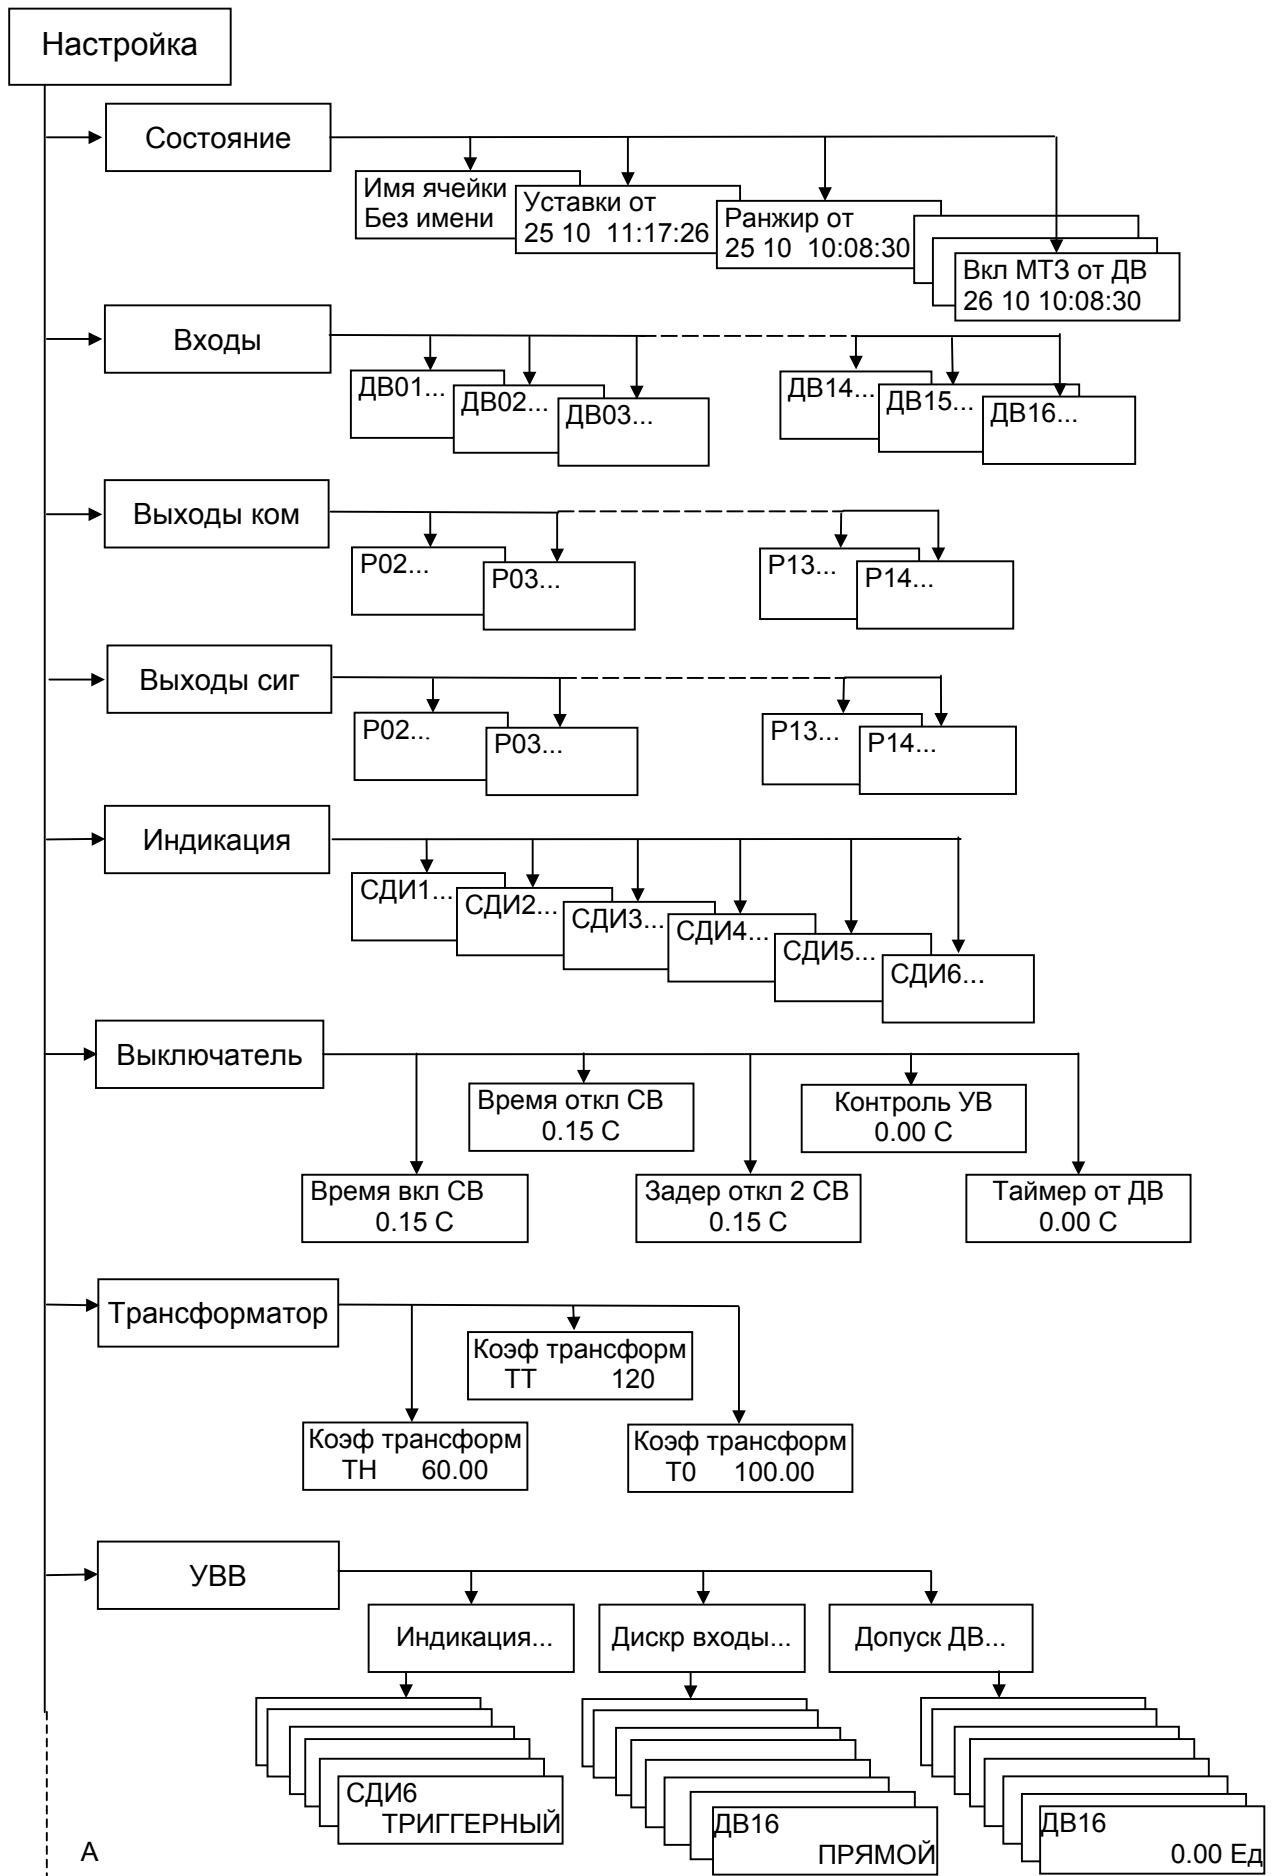 Настройка
Состояние
Имя ячейки
Без имени
Уставки от
25 10 11:17:26
Ранжир от
25 10 10:08:30
Вкл МТЗ от ДВ
26 10 10:08:30
Входы
ДВ01...
ДВ02...
ДВ03...
ДВ14...
ДВ15...
ДВ16...
Выходы ком
Р02...
Р03...
Р13...
Р14...
Выходы сиг
Р02...
Р03...
Р13...
Р14...
Индикация
СДИ1...
СДИ2...
СДИ3...
СДИ4...
СДИ5...
СДИ6...
Выключатель
Время откл СВ
0.15 С
Контроль УВ
0.00 С
Время вкл СВ
0.15 С
Задер откл 2 СВ
0.15 С
Таймер от ДВ
0.00 С
Трансформатор
Коэф трансформ
ТТ 120
Коэф трансформ
ТН 60.00
Коэф трансформ
Т0 100.00
УВВ
Индикация...
Дискр входы...
Допуск ДВ...
СДИ6
ТРИГГЕРНЫЙ
ДВ16
ПРЯМОЙ
ДВ16
0.00 Ед
А